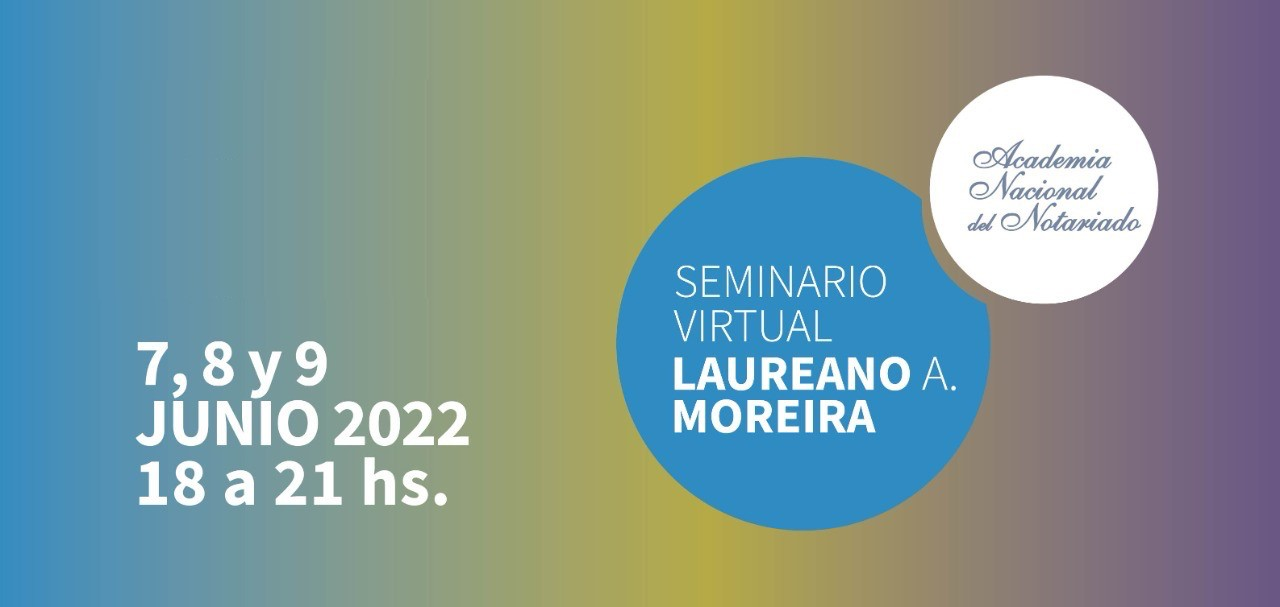 7, 8 y 9
JUNIO 2022
18 a 21 hs.
SEMINARIO
VIRTUAL
LAUREANO A.
MOREIRA
Academia
Nacional
del Notariado